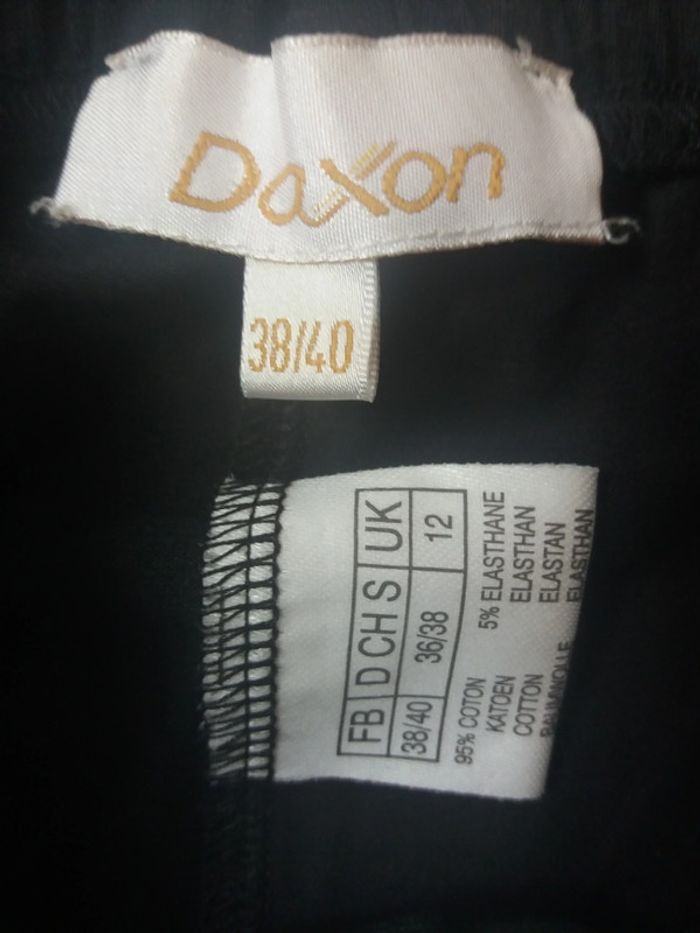 Daxon
38/40
FB D CH S UK
38/40 36/38 12
95% COTON 5% ELASTHANE
KATOEN ELASTHAN
COTTON ELASTAN
BAUMWOLLE ELASTHAN